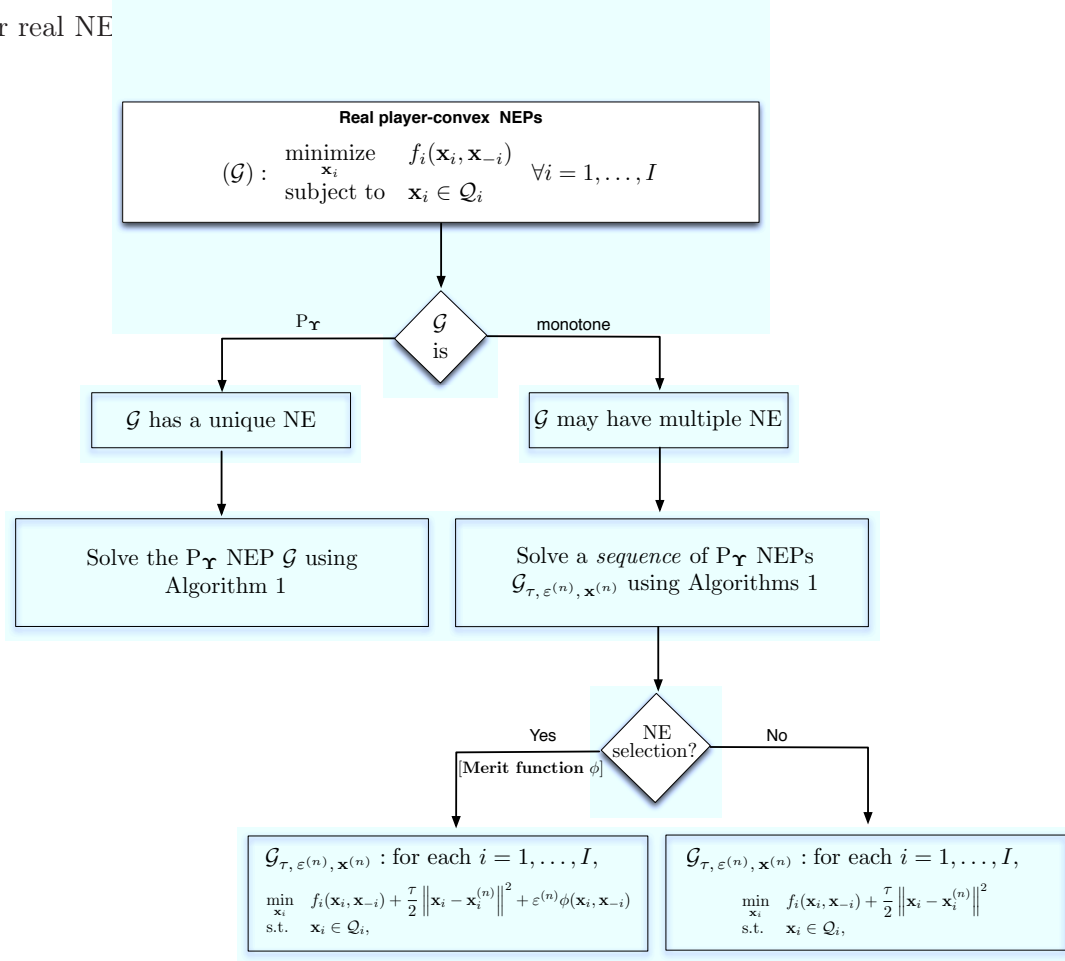 r real NE
Real player-convex NEPs
(𝒢) : minimize_{𝐱_i} f_i(𝐱_i, 𝐱_{−i}) ∀i = 1, . . . , I
subject to 𝐱_i ∈ 𝒬_i
𝒢
is
P_𝚼
monotone
𝒢 has a unique NE
𝒢 may have multiple NE
Solve the P_𝚼 NEP 𝒢 using
Algorithm 1
Solve a sequence of P_𝚼 NEPs
𝒢_{τ, ε^{(n)}, 𝐱^{(n)}} using Algorithms 1
NE
selection?
Yes
[Merit function ϕ]
No
𝒢_{τ, ε^{(n)}, 𝐱^{(n)}} : for each i = 1, . . . , I,
min_{𝐱_i} f_i(𝐱_i, 𝐱_{−i}) + τ/2 ‖𝐱_i − 𝐱_i^{(n)}‖^2 + ε^{(n)}ϕ(𝐱_i, 𝐱_{−i})
s.t. 𝐱_i ∈ 𝒬_i,
𝒢_{τ, ε^{(n)}, 𝐱^{(n)}} : for each i = 1, . . . , I,
min_{𝐱_i} f_i(𝐱_i, 𝐱_{−i}) + τ/2 ‖𝐱_i − 𝐱_i^{(n)}‖^2
s.t. 𝐱_i ∈ 𝒬_i,